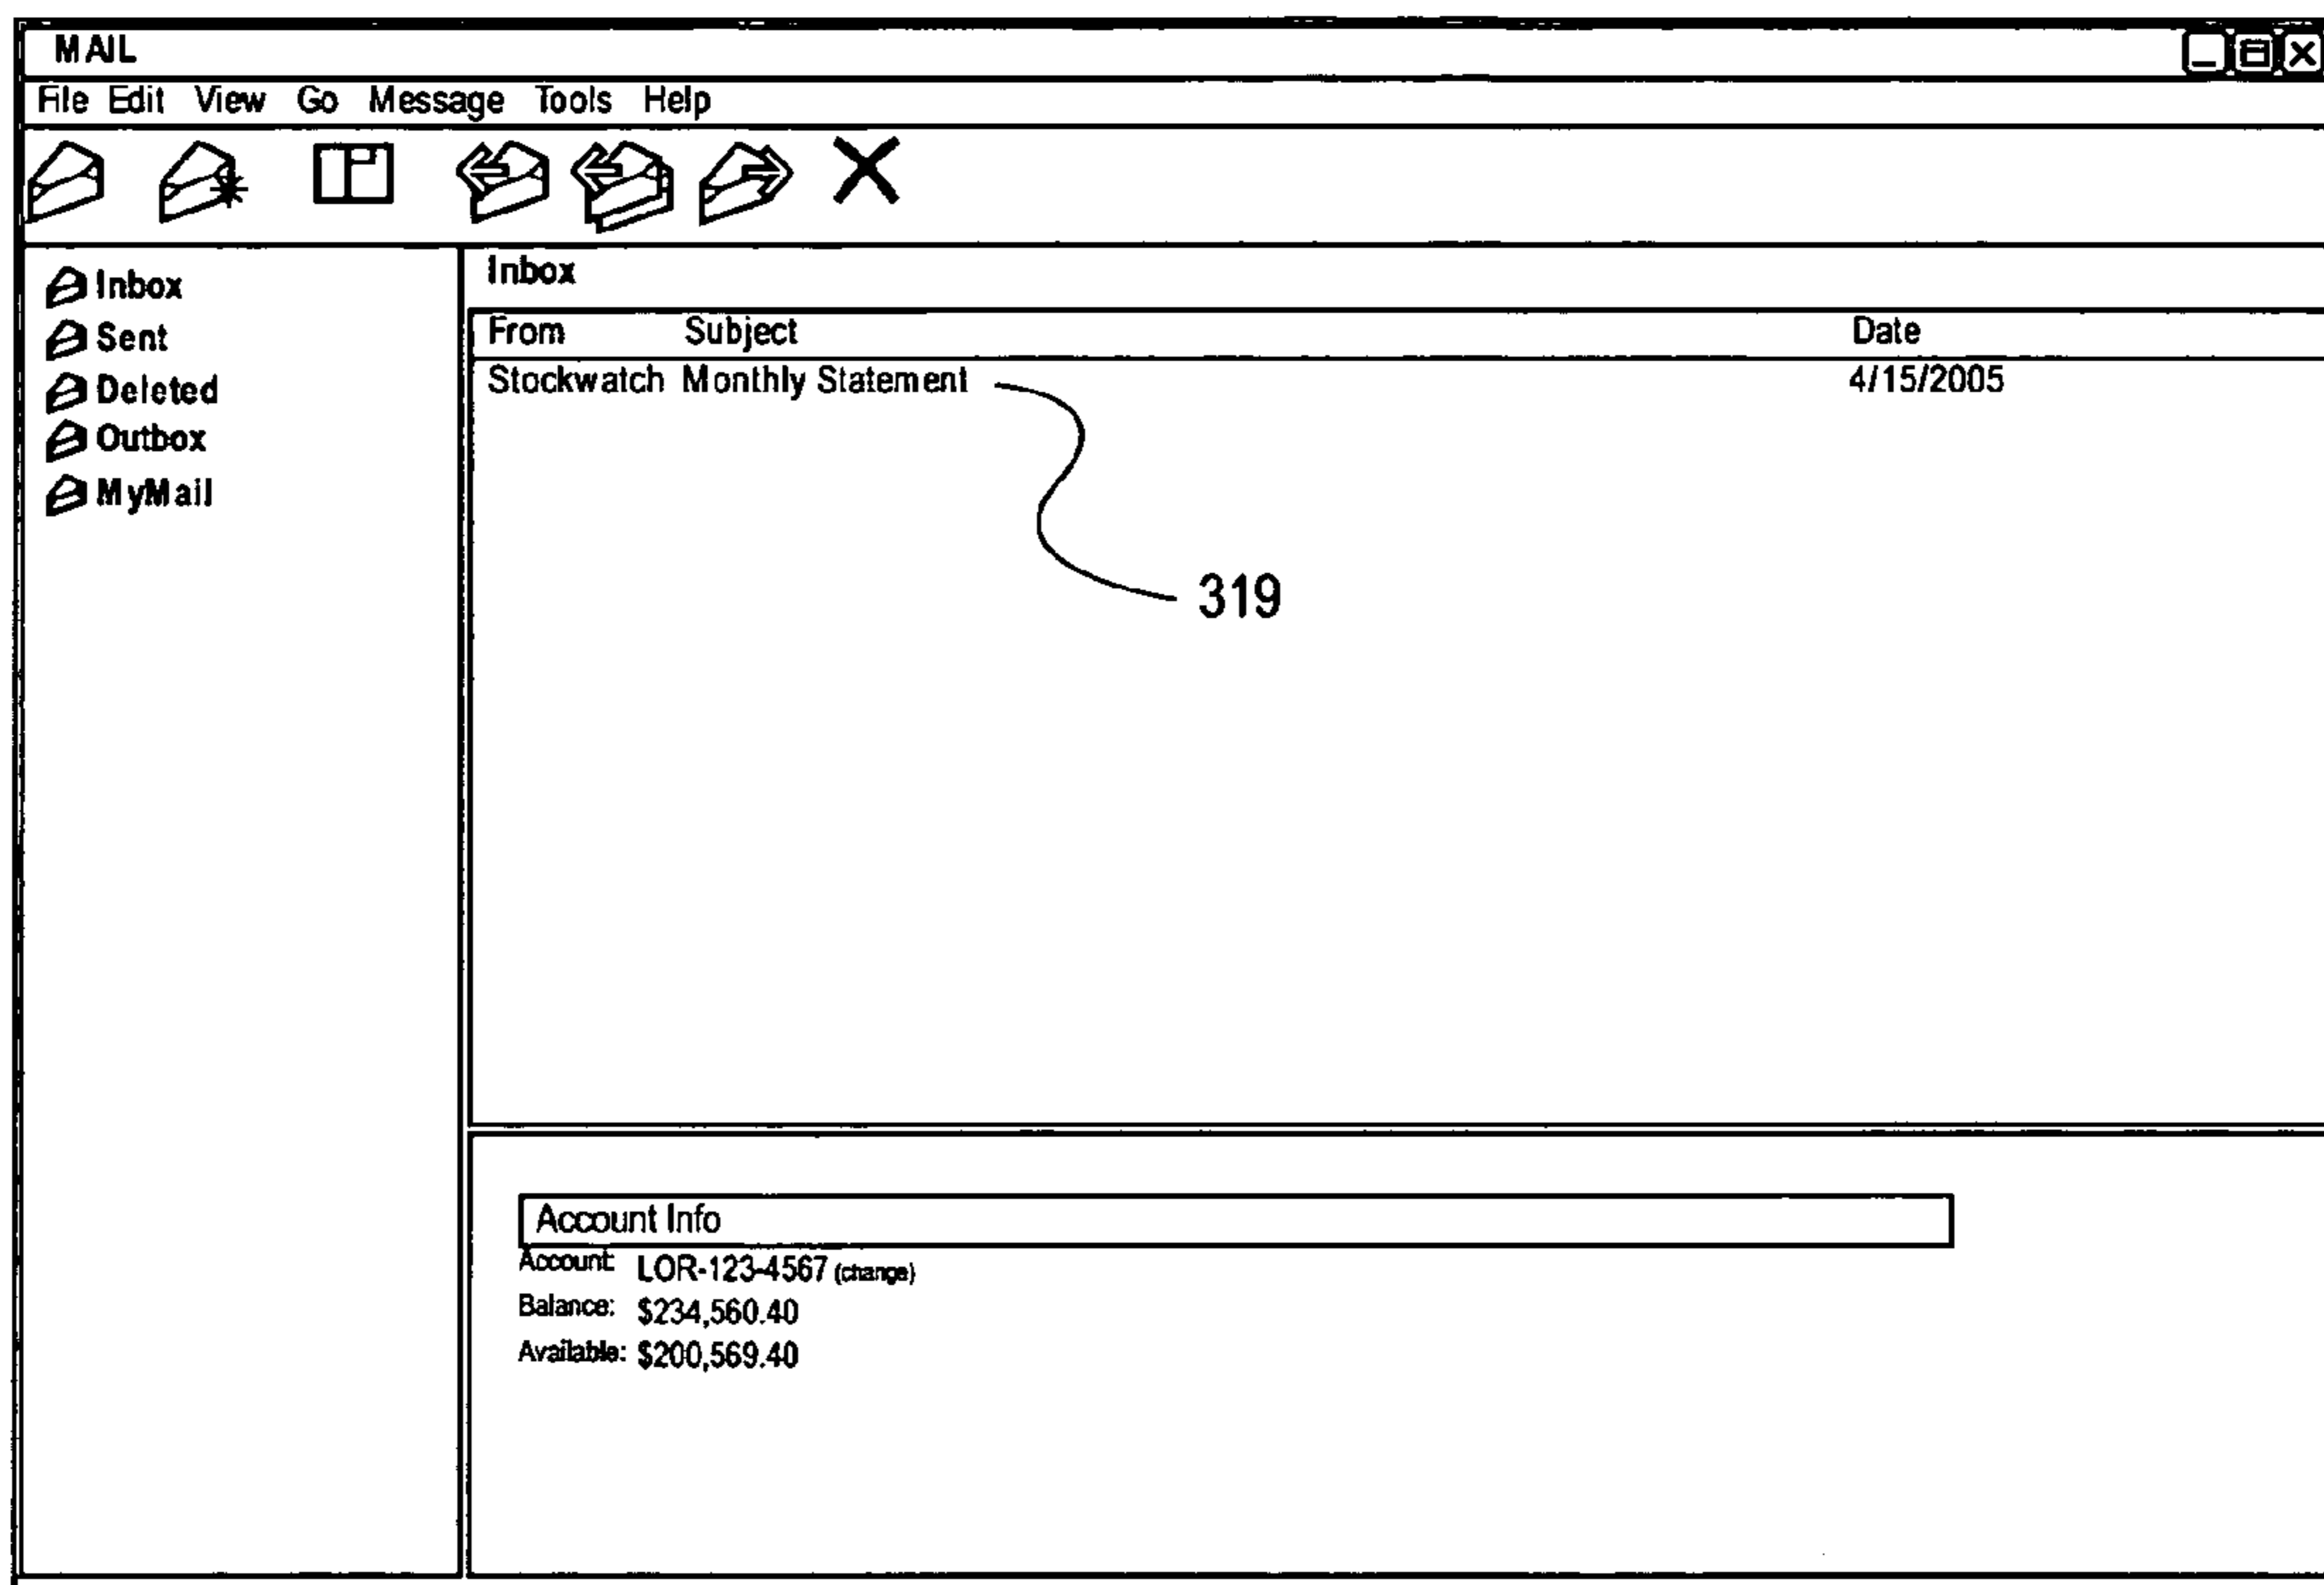 MAIL
File Edit View Go Message Tools Help
Inbox
Sent
Deleted
Outbox
MyMail
Inbox
From Subject Date
Stockwatch Monthly Statement 4/15/2005
319
Account Info
Account: LOR-123-4567 (change)
Balance: $234,560.40
Available: $200,569.40